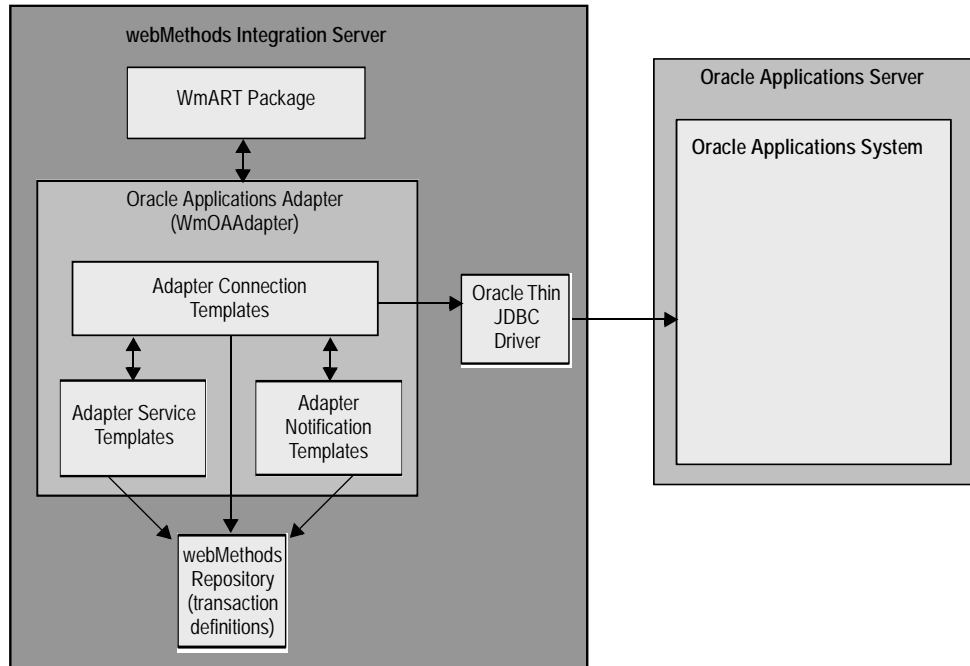 webMethods Integration Server
WmART Package
Oracle Applications Adapter
(WmOAAdapter)
Adapter Connection
Templates
Adapter Service
Templates
Adapter
Notification
Templates
webMethods
Repository
(transaction
definitions)
Oracle Thin
JDBC
Driver
Oracle Applications Server
Oracle Applications System